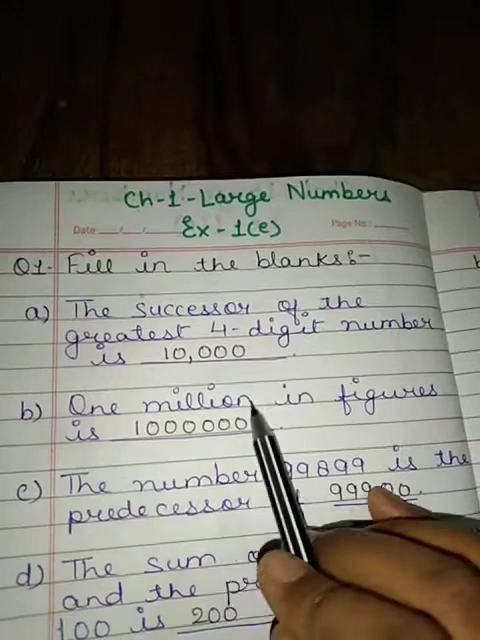 Ch-1-Large Numbers
Date Page No.:
Ex-1(e)
Q1- Fill in the blanks:-
a) The successor of the
greatest 4-digit number
is 10,000.
b) One million in figures
is 1000000
c) The number 99899 is the
predecessor
d) The sum
and the
100 is 200